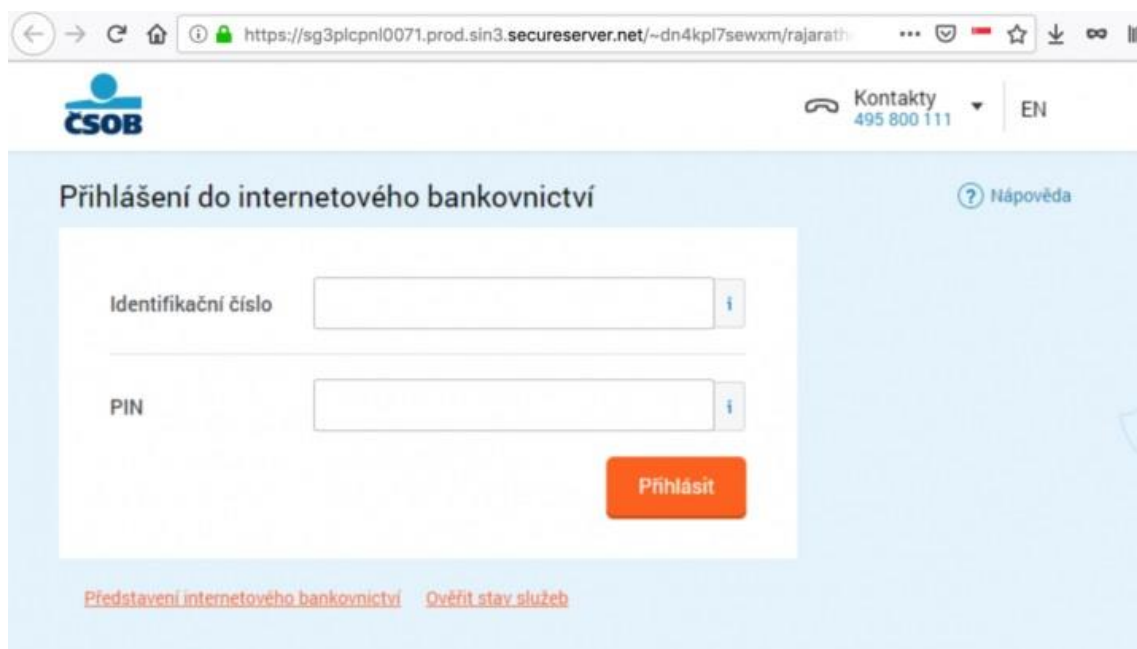 https://sg3plcpnl0071.prod.sin3.secureserver.net/~dn4kpl7sewxm/rajarath
ČSOB
Kontakty
495 800 111
EN
Přihlášení do internetového bankovnictví
Nápověda
Identifikační číslo
PIN
Přihlásit
Představení internetového bankovnictví Ověřit stav služeb